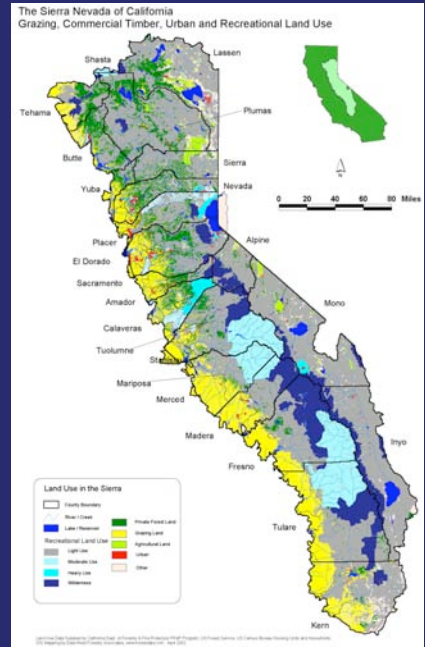 The Sierra Nevada of California
Grazing, Commercial Timber, Urban and Recreational Land Use
Lassen
Shasta
Tehama
Plumas
Butte
Sierra
Yuba
Nevada
0 20 40 60 80 Miles
Placer
Alpine
El Dorado
Sacramento
Mono
Amador
Calaveras
Tuolumne
Mariposa
Merced
Inyo
Madera
Fresno
Tulare
Kern
Land Use in the Sierra
County Boundary
River / Creek
Lake / Reservoir
Recreational Land Use
Light Use
Moderate Use
Heavy Use
Wilderness
Private Forest Land
Grazing Land
Agricultural Land
Urban
Other